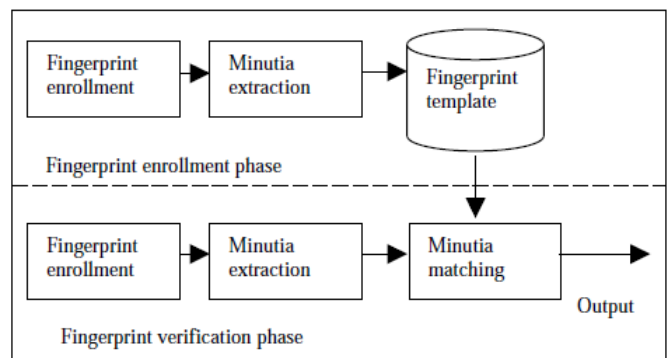 Fingerprint
enrollment
Minutia
extraction
Fingerprint
template
Fingerprint enrollment phase
Fingerprint
enrollment
Minutia
extraction
Minutia
matching
Output
Fingerprint verification phase